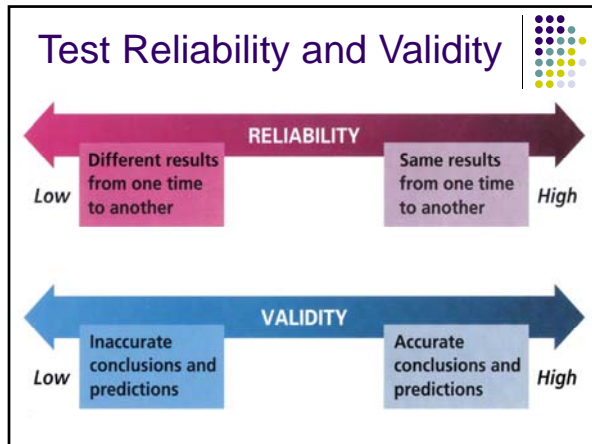 Test Reliability and Validity
RELIABILITY
Different results
from one time
to another
Same results
from one time
to another
Low
High
VALIDITY
Inaccurate
conclusions and
predictions
Accurate
conclusions and
predictions
Low
High